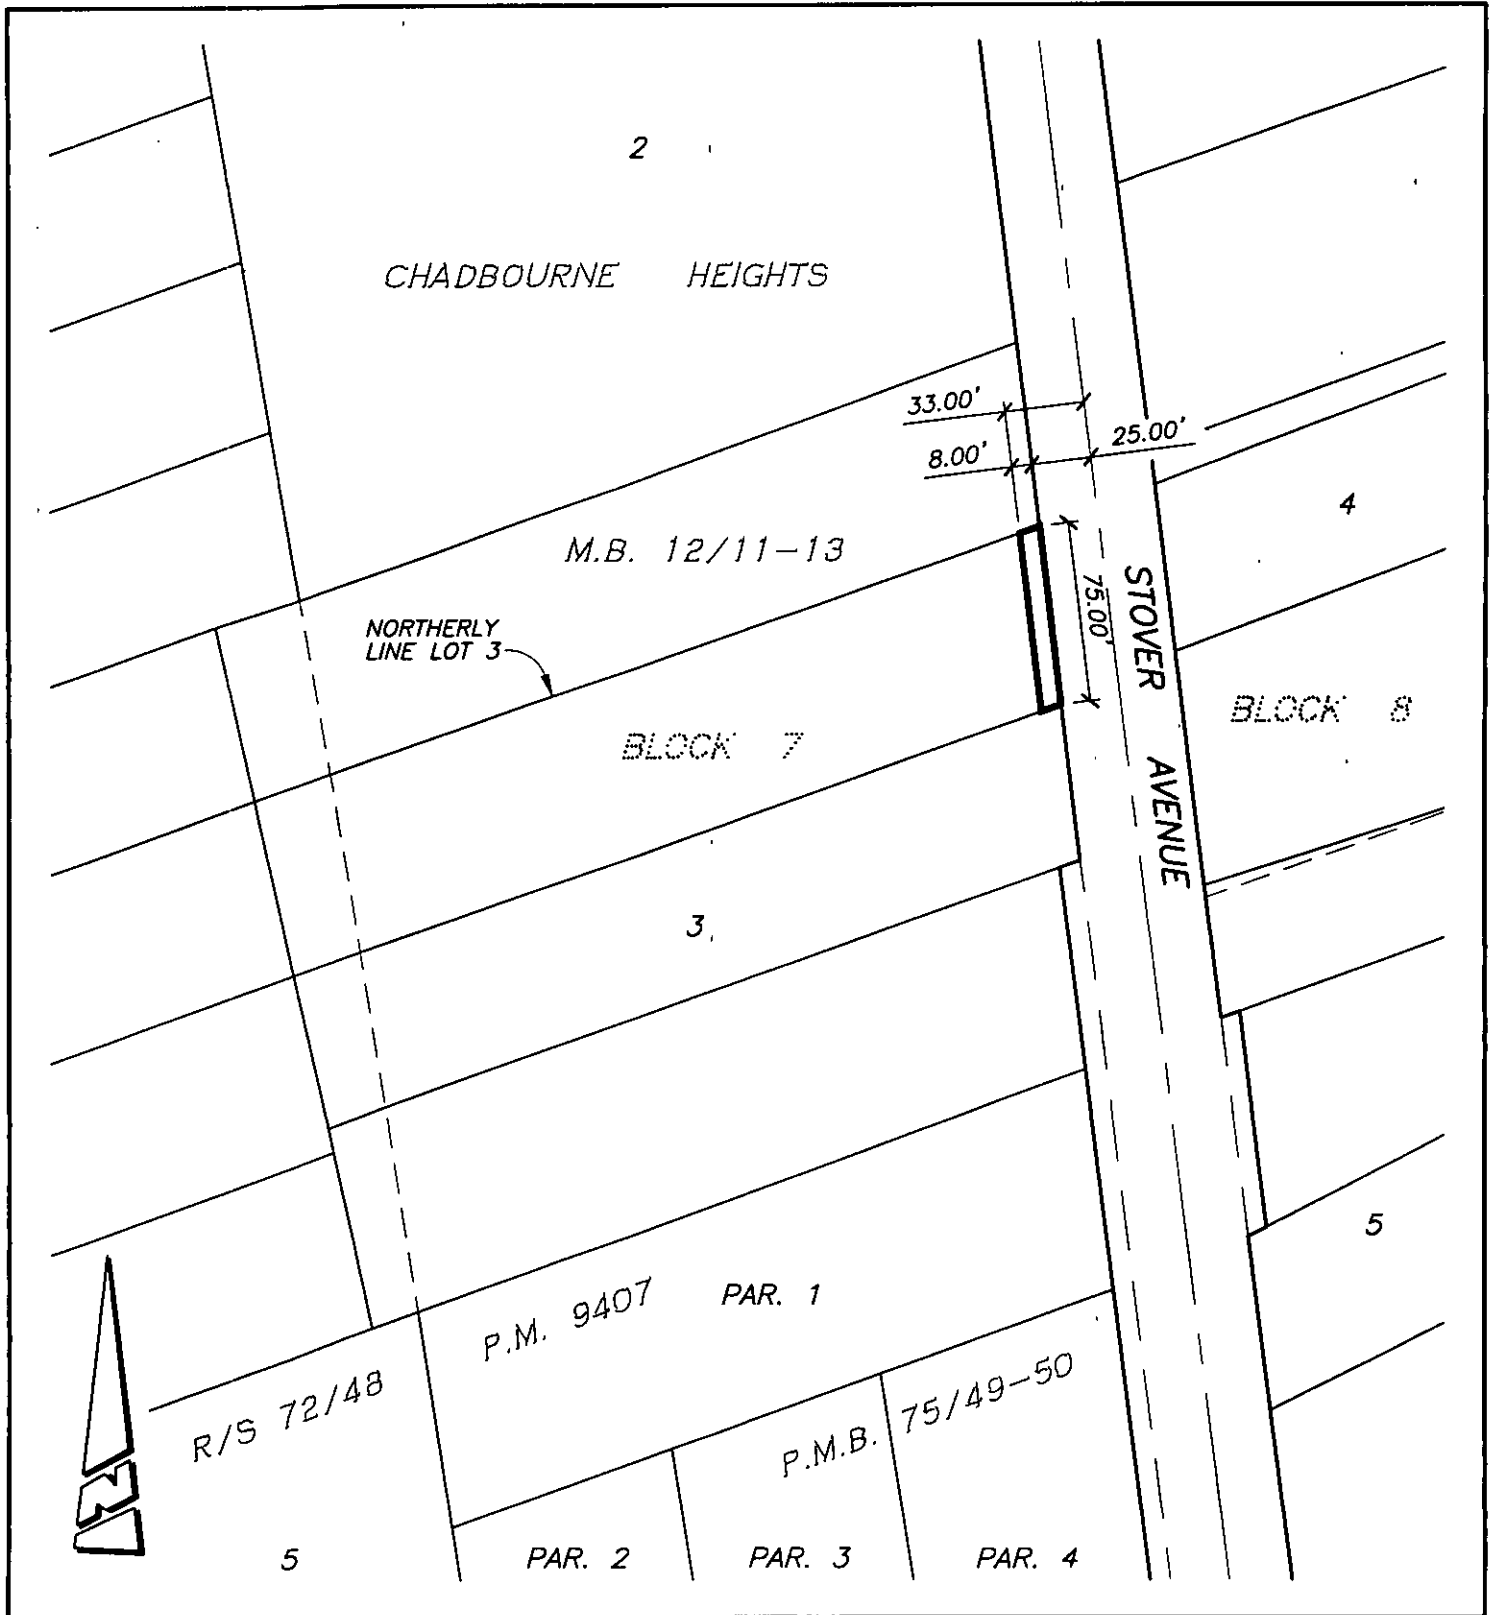 2
CHADBOURNE HEIGHTS
33.00'
25.00'
8.00'
4
M.B. 12/11-13
75.00'
STOVER AVENUE
NORTHERLY
LINE LOT 3
BLOCK 7
BLOCK 8
3
5
P.M. 9407
PAR. 1
R/S 72/48
P.M.B. 75/49-50
N
5
PAR. 2
PAR. 3
PAR. 4